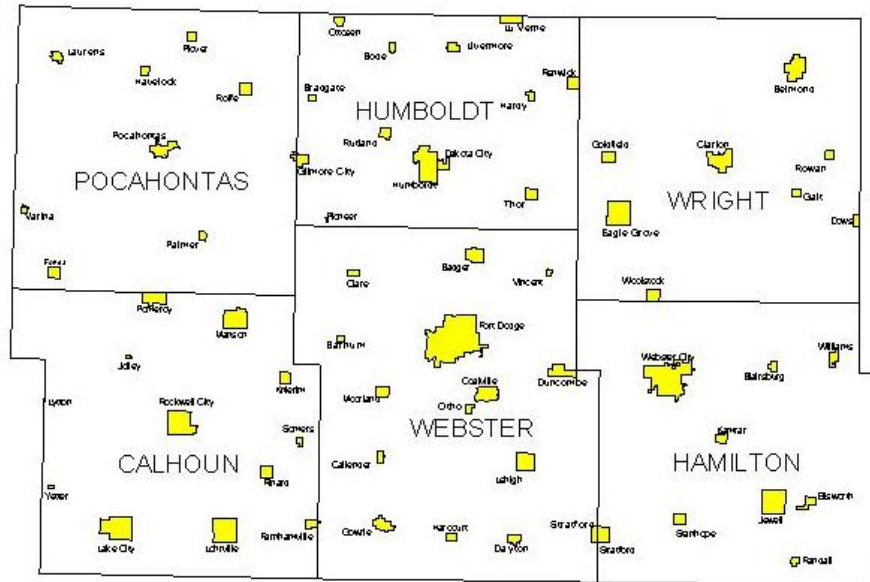 Ottosen
Lu Verne
Laurens
Plover
Bode
Livermore
Havelock
Renwick
Belmond
Rolfe
Bradgate
Hardy
HUMBOLDT
Pocahontas
Rutland
Goldfield
Clarion
Dakota City
Rowan
Gilmore City
POCAHONTAS
Humboldt
Thor
Galt
WRIGHT
Varina
Pioneer
Dows
Eagle Grove
Palmer
Fonda
Badger
Clare
Vincent
Woolstock
Pomeroy
Manson
Fort Dodge
Barnum
Jolley
Webster City
Williams
Blairsburg
Knierim
Coalville
Duncombe
Moorland
Lytton
Rockwell City
Otho
Somers
WEBSTER
Kamrar
CALHOUN
Callender
HAMILTON
Rinard
Lehigh
Yetter
Ellsworth
Jewell
Farnhamville
Gowrie
Harcourt
Stratford
Stanhope
Lake City
Lohrville
Dayton
Stratford
Randall